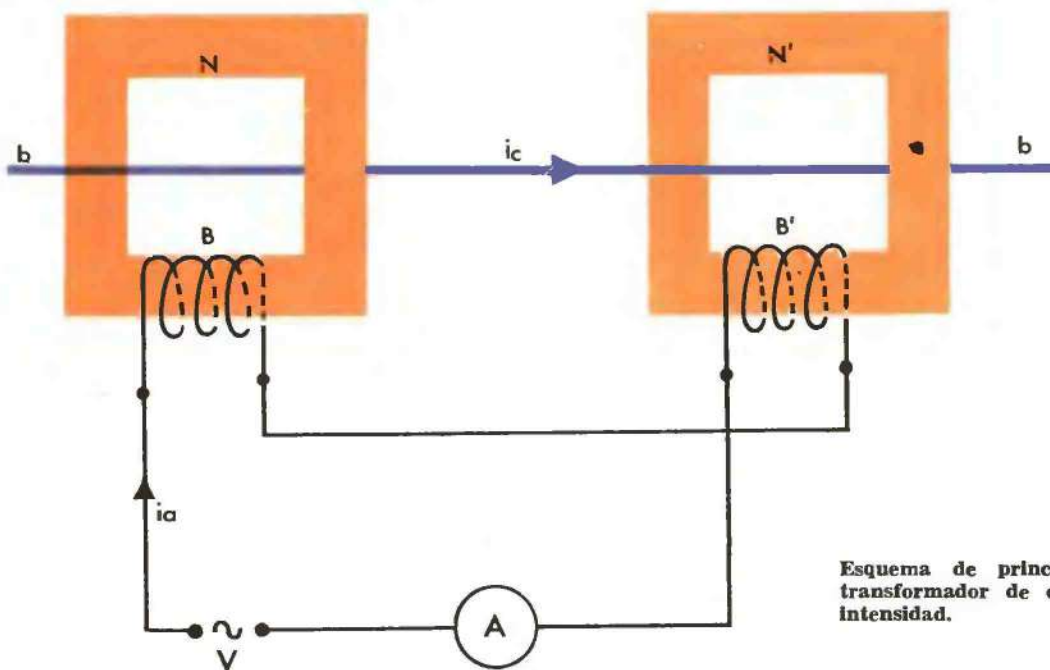 N
N'
b
ic
b
B
B'
ia
V
A
Esquema de princ
transformador de
intensidad.